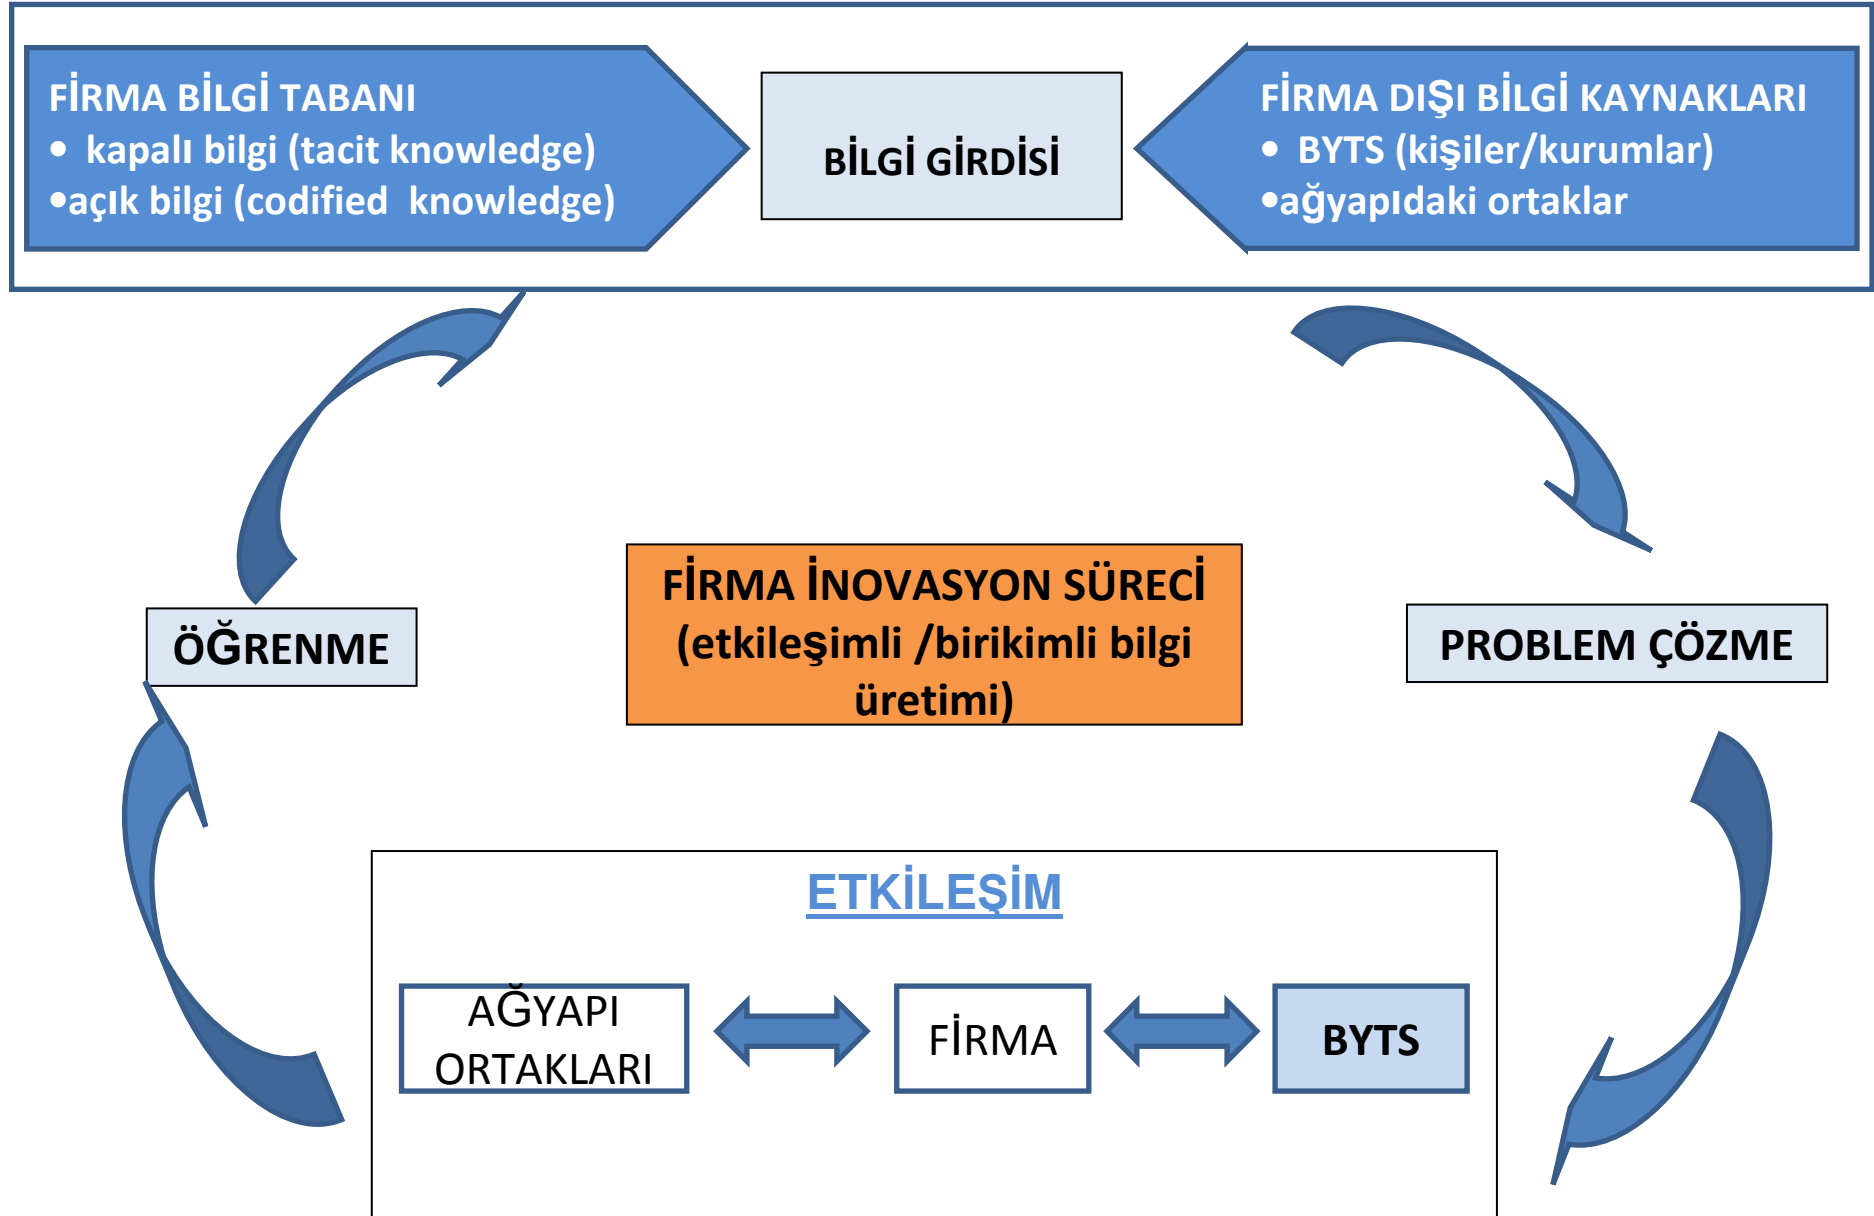 FİRMA BİLGİ TABANI
• kapalı bilgi (tacit knowledge)
•açık bilgi (codified knowledge)
BİLGİ GİRDİSİ
FİRMA DIŞI BİLGİ KAYNAKLARI
• BYTS (kişiler/kurumlar)
•ağyapıdaki ortaklar
ÖĞRENME
FİRMA İNOVASYON SÜRECİ
(etkileşimli /birikimli bilgi
üretimi)
PROBLEM ÇÖZME
ETKİLEŞİM
AĞYAPI
ORTAKLARI
FİRMA
BYTS